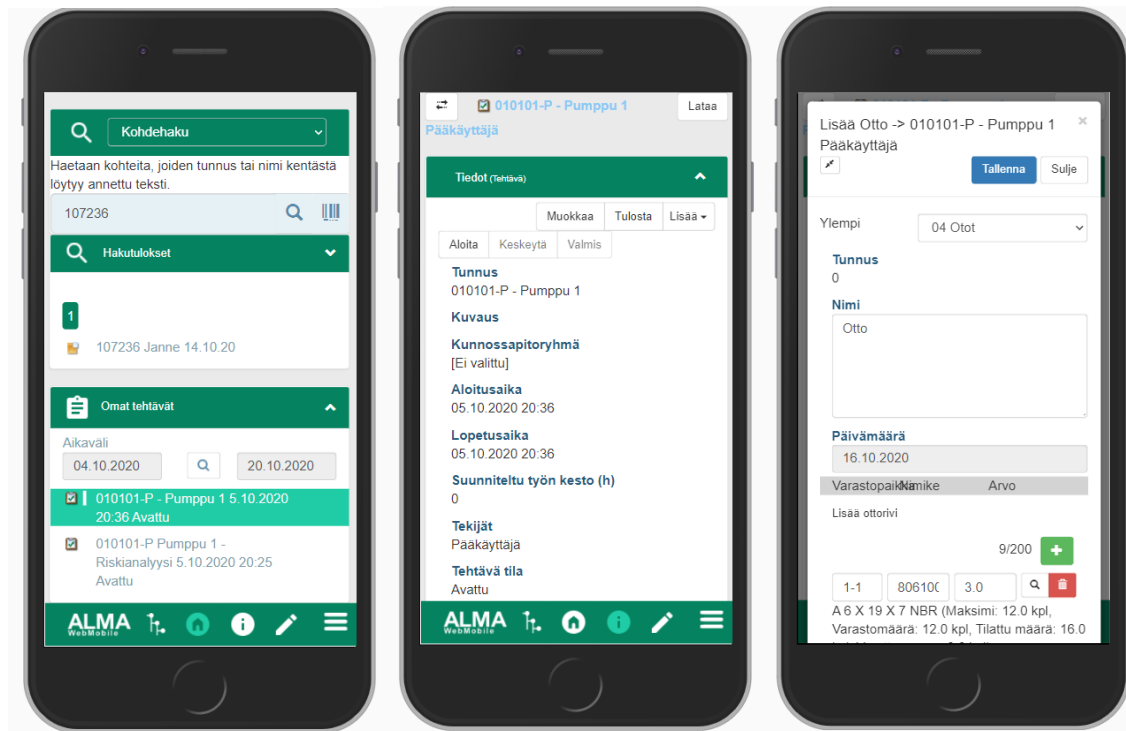 Kohdehaku
Haetaan kohteita, joiden tunnus tai nimi kentästä
löytyy annettu teksti.
107236
Hakutulokset
1
107236 Janne 14.10.20
Omat tehtävät
Aikaväli
04.10.2020 20.10.2020
010101-P - Pumppu 1 5.10.2020
20:36 Avattu
010101-P Pumppu 1 -
Riskianalyysi 5.10.2020 20:25
Avattu
ALMA
WebMobile
010101-P - Pumppu 1 Lataa
Pääkäyttäjä
Tiedot (Tehtävä)
Muokkaa Tulosta Lisää
Aloita Keskeytä Valmis
Tunnus
010101-P - Pumppu 1
Kuvaus
Kunnossapitoryhmä
[Ei valittu]
Aloitusaika
05.10.2020 20:36
Lopetusaika
05.10.2020 20:36
Suunniteltu työn kesto (h)
0
Tekijät
Pääkäyttäjä
Tehtävä tila
Avattu
ALMA
WebMobile
Lisää Otto -> 010101-P - Pumppu 1 ×
Pääkäyttäjä
Tallenna Sulje
Ylempi 04 Otot
Tunnus
0
Nimi
Otto
Päivämäärä
16.10.2020
Varastopaikka Nimike Arvo
Lisää ottorivi
9/200 +
1-1 80610 3.0
A 6 X 19 X 7 NBR (Maksimi: 12.0 kpl,
Varastomäärä: 12.0 kpl, Tilattu määrä: 16.0